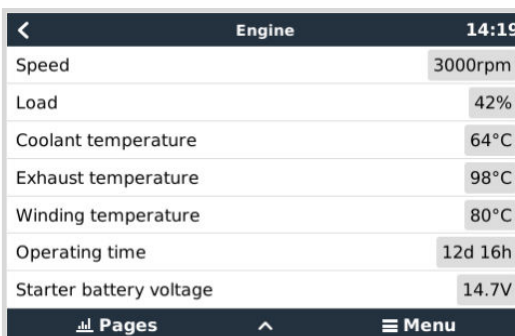 Engine 14:19
Speed 3000rpm
Load 42%
Coolant temperature 64°C
Exhaust temperature 98°C
Winding temperature 80°C
Operating time 12d 16h
Starter battery voltage 14.7V
Pages Menu